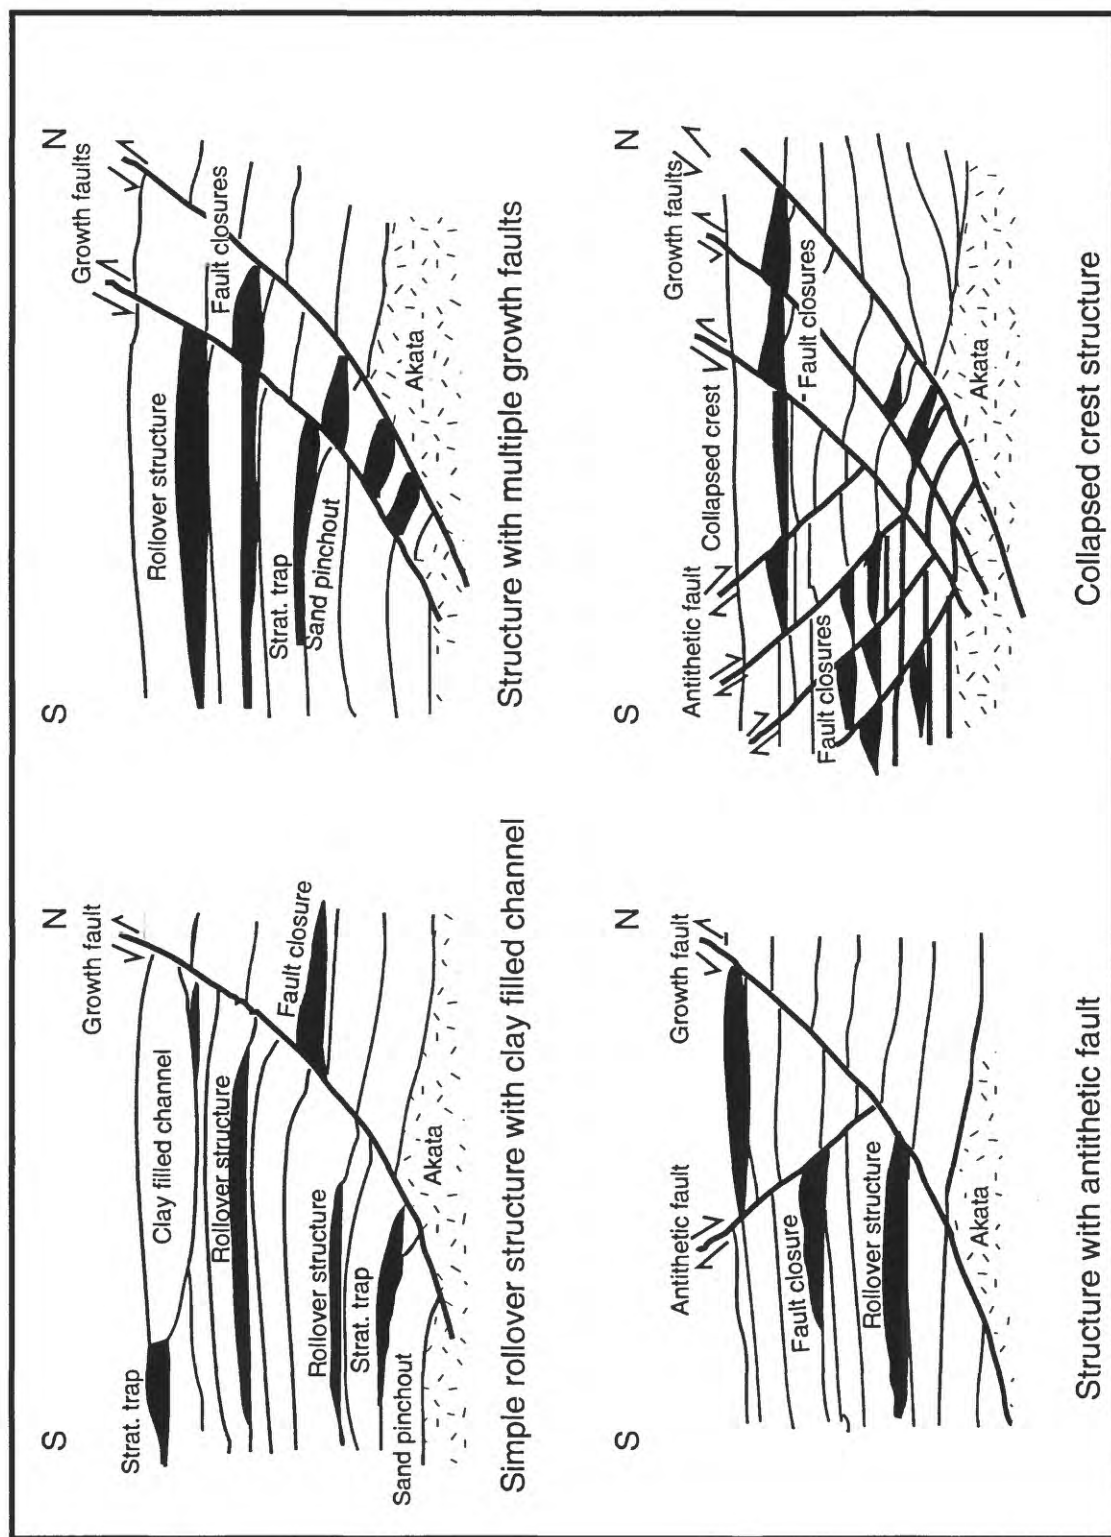 S
N
Growth fault
Strat. trap
Clay filled channel
Rollover structure
Fault closure
Rollover structure
Strat. trap
Sand pinchout
Akata
Simple rollover structure with clay filled channel
S
N
Growth faults
Rollover structure
Fault closures
Strat. trap
Sand pinchout
Akata
Structure with multiple growth faults
S
N
Antithetic fault
Growth fault
Fault closure
Rollover structure
Akata
Structure with antithetic fault
S
N
Growth faults
Antithetic fault
Collapsed crest
Fault closures
Fault closures
Akata
Collapsed crest structure